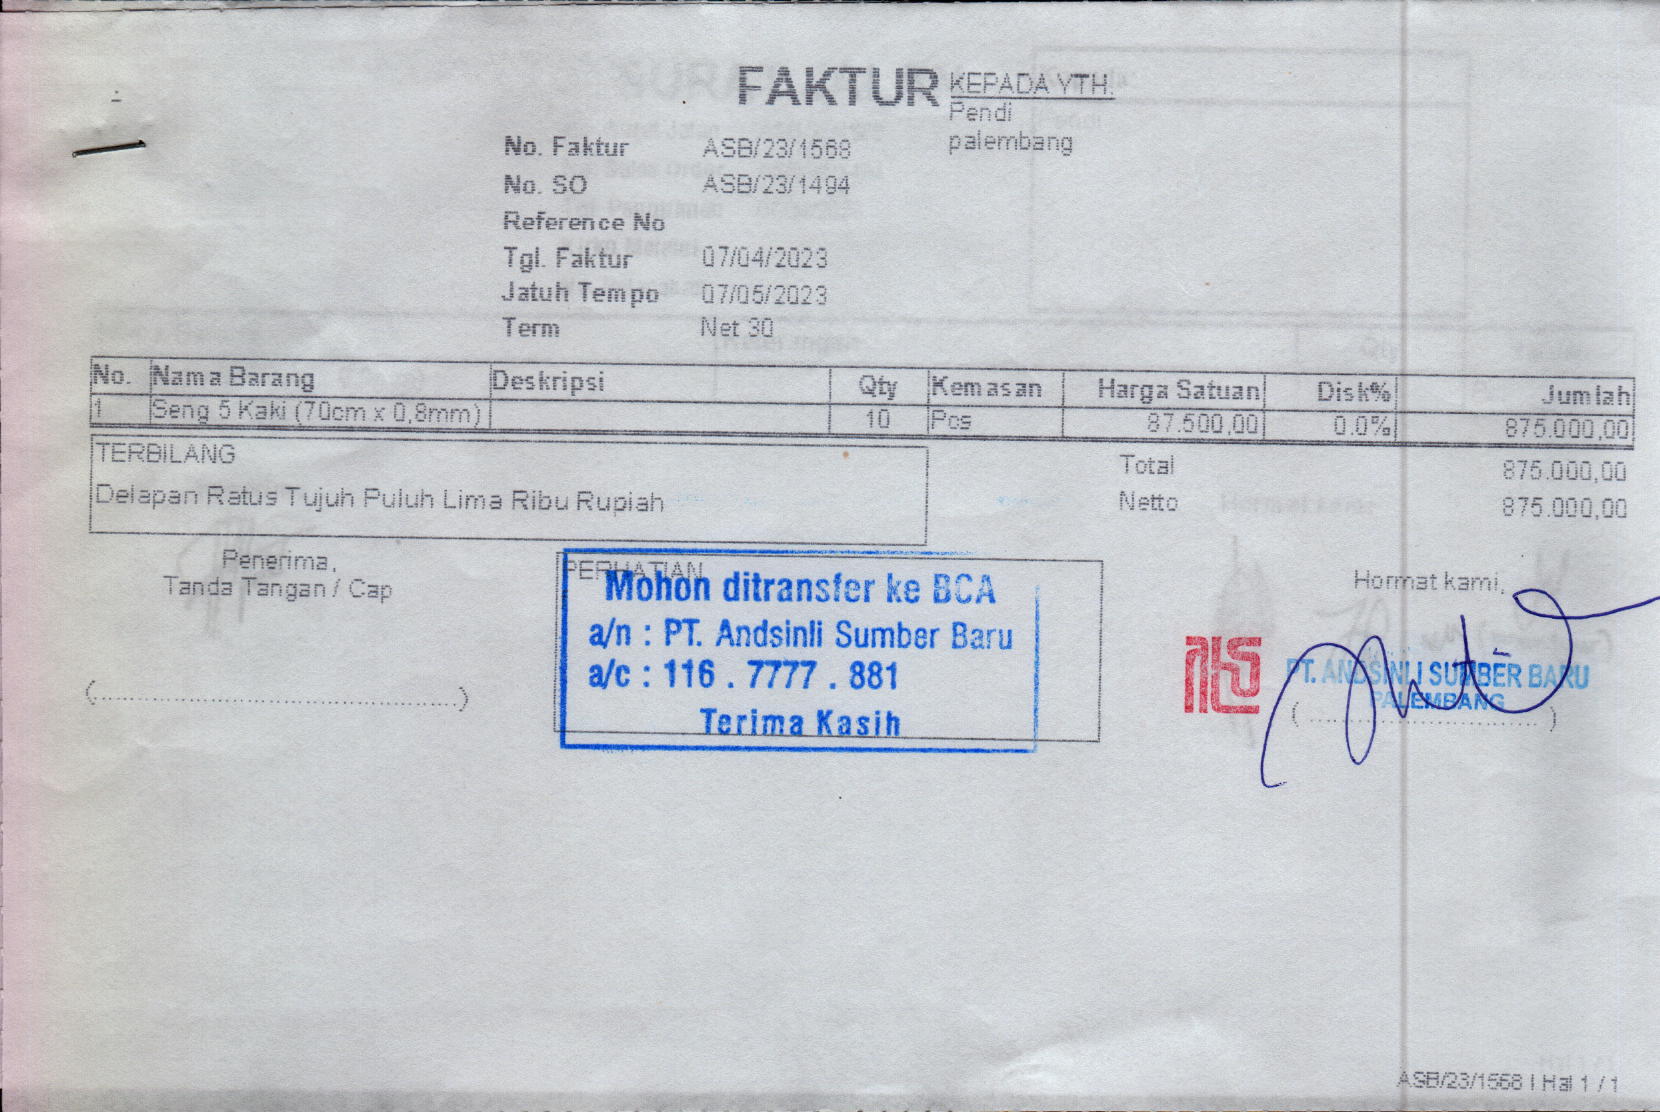 FAKTUR
KEPADA YTH.
Pendi
palembang
No. Faktur ASB/23/1568
No. SO ASB/23/1494
Reference No
Tgl. Faktur 07/04/2023
Jatuh Tempo 07/05/2023
Term Net 30
No. Nama Barang Deskripsi Qty Kemasan Harga Satuan Disk% Jumlah
1 Seng 5 Kaki (70cm x 0,8mm) 10 Pcs 87.500,00 0.0% 875.000,00
TERBILANG
Delapan Ratus Tujuh Puluh Lima Ribu Rupiah
Total 875.000,00
Netto 875.000,00
Penerima,
Tanda Tangan / Cap
(..........................................................)
PERHATIAN
Mohon ditransfer ke BCA
a/n : PT. Andsinli Sumber Baru
a/c : 116 . 7777 . 881
Terima Kasih
Hormat kami,
PT. ANDSINLI SUMBER BARU
PALEMBANG
( ...................................... )
ASB/23/1568 | Hal 1 / 1